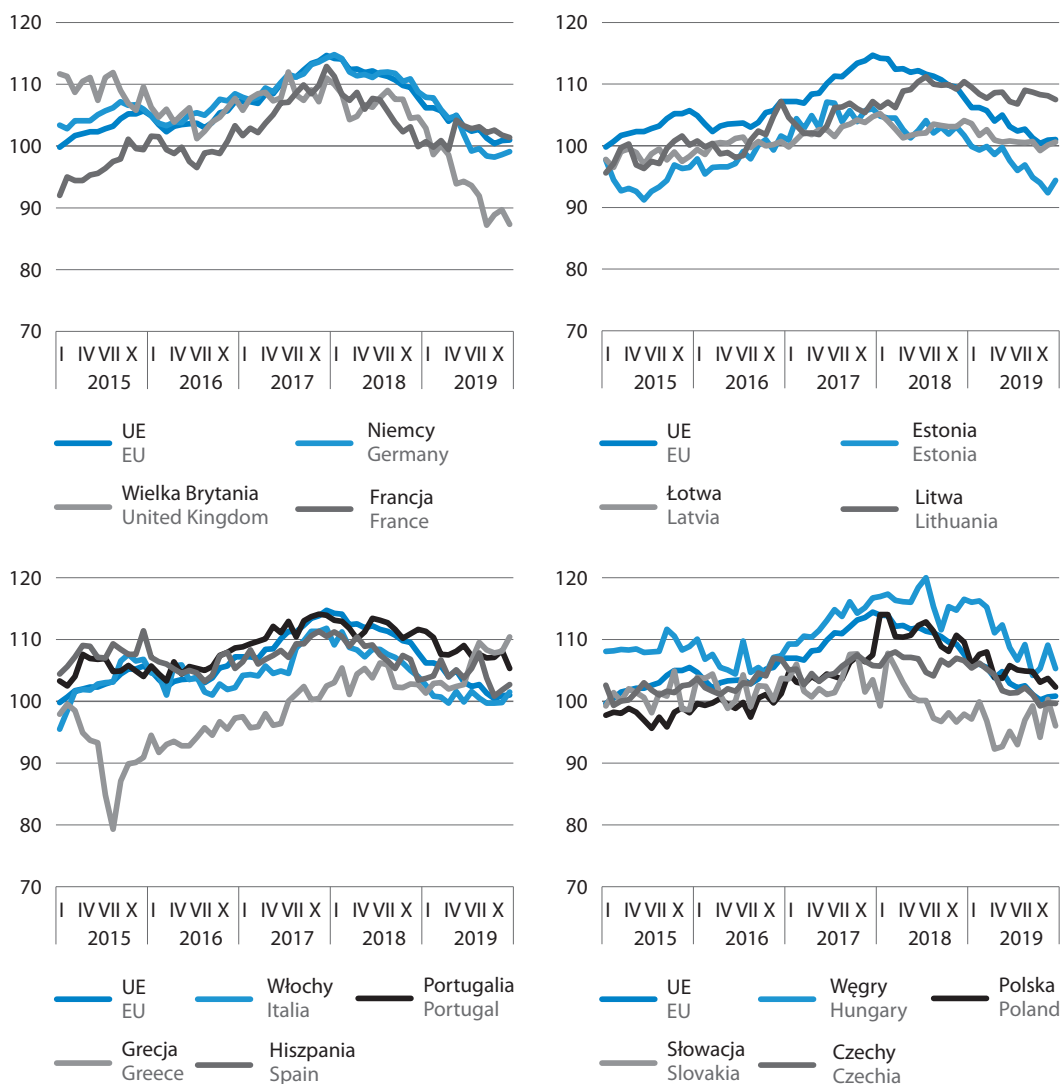 120
110
100
90
80
70
I IV VII X I IV VII X I IV VII X I IV VII X I IV VII X
2015 2016 2017 2018 2019
UE
EU
Niemcy
Germany
Wielka Brytania
United Kingdom
Francja
France
120
110
100
90
80
70
I IV VII X I IV VII X I IV VII X I IV VII X I IV VII X
2015 2016 2017 2018 2019
UE
EU
Estonia
Estonia
Łotwa
Latvia
Litwa
Lithuania
120
110
100
90
80
70
I IV VII X I IV VII X I IV VII X I IV VII X I IV VII X
2015 2016 2017 2018 2019
UE
EU
Włochy
Italia
Portugalia
Portugal
Grecja
Greece
Hiszpania
Spain
120
110
100
90
80
70
I IV VII X I IV VII X I IV VII X I IV VII X I IV VII X
2015 2016 2017 2018 2019
UE
EU
Węgry
Hungary
Polska
Poland
Słowacja
Slovakia
Czechy
Czechia